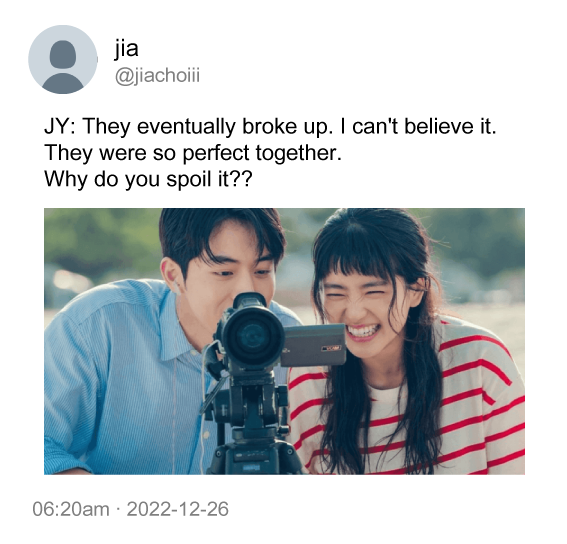 jia
@jiachoiii
JY: They eventually broke up. I can't believe it.
They were so perfect together.
Why do you spoil it??
06:20am · 2022-12-26